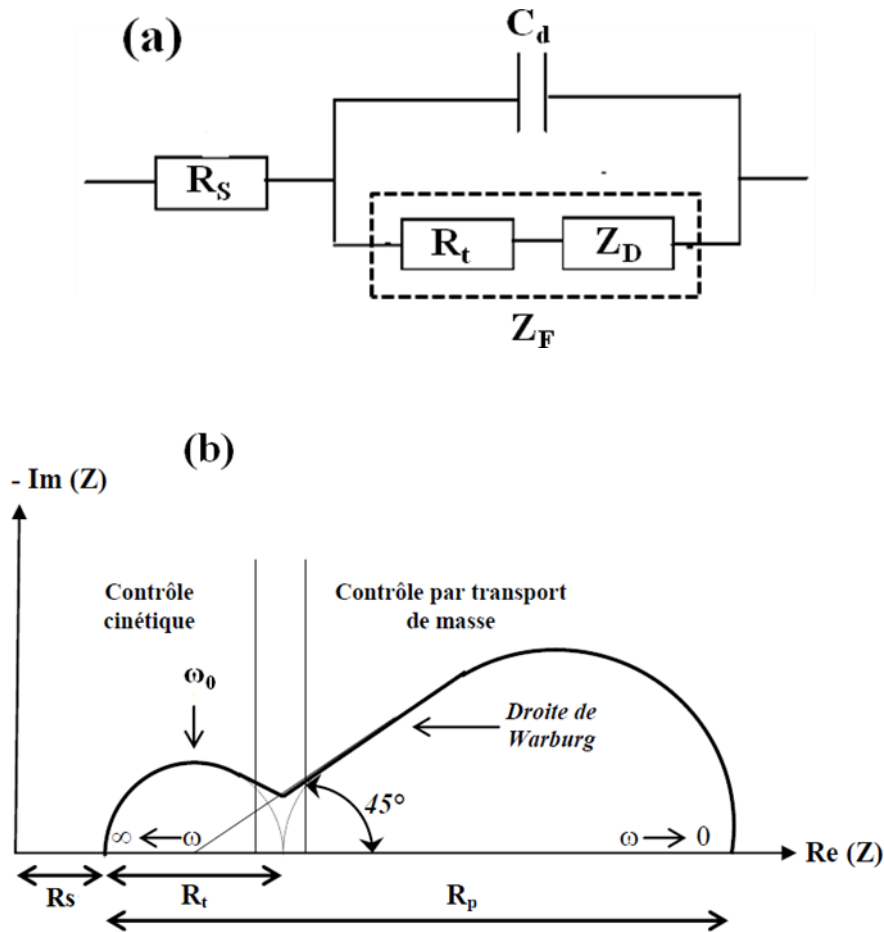 (a)
C_d
R_S
R_t
Z_D
Z_F
(b)
- Im (Z)
Contrôle
cinétique
Contrôle par transport
de masse
ω₀
Droite de
Warburg
45°
∞ ← ω
ω → 0
Re (Z)
Rs
R_t
R_p